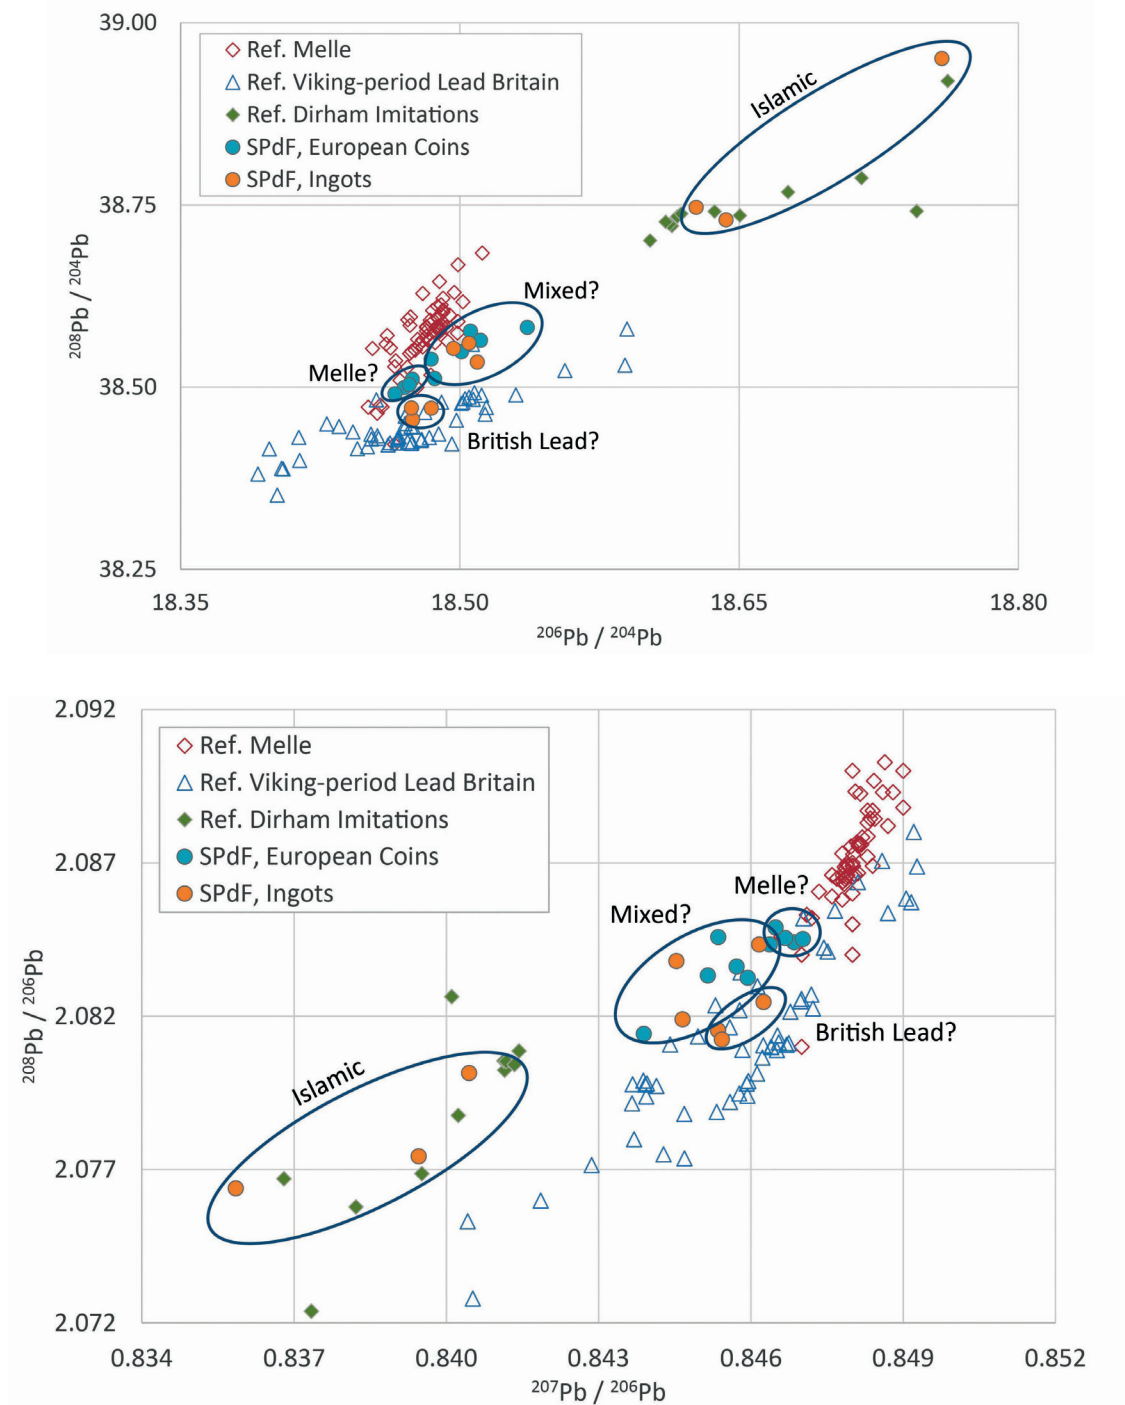 39.00
Ref. Melle
Ref. Viking-period Lead Britain
Ref. Dirham Imitations
SPdF, European Coins
SPdF, Ingots
Islamic
38.75
²⁰⁸Pb / ²⁰⁴Pb
Mixed?
Melle?
38.50
British Lead?
38.25
18.35 18.50 18.65 18.80
²⁰⁶Pb / ²⁰⁴Pb
2.092
Ref. Melle
Ref. Viking-period Lead Britain
Ref. Dirham Imitations
SPdF, European Coins
SPdF, Ingots
2.087
Melle?
Mixed?
²⁰⁸Pb / ²⁰⁶Pb
2.082
British Lead?
Islamic
2.077
2.072
0.834 0.837 0.840 0.843 0.846 0.849 0.852
²⁰⁷Pb / ²⁰⁶Pb